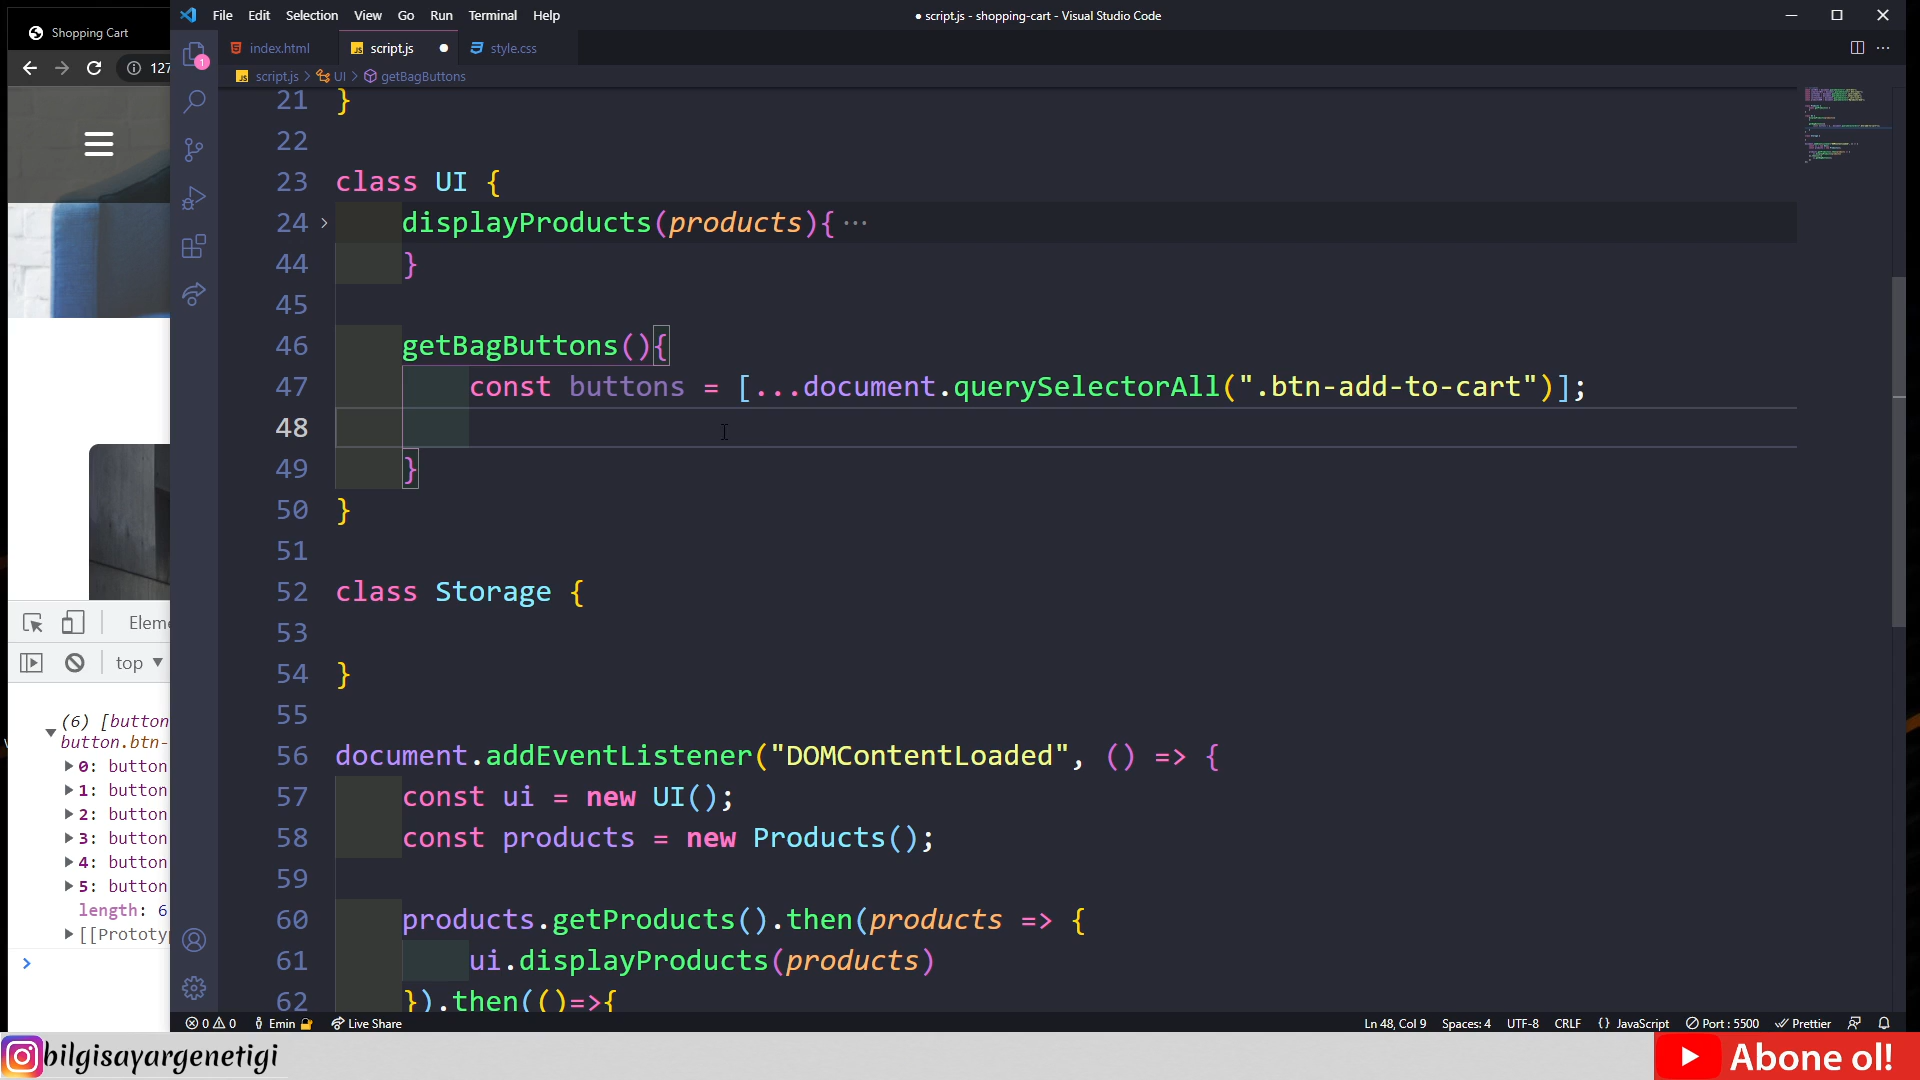 Shopping Cart
127
File Edit Selection View Go Run Terminal Help
● script.js - shopping-cart - Visual Studio Code
index.html
script.js
style.css
script.js > UI > getBagButtons
1
21 }
22
23 class UI {
24 displayProducts(products){ ···
44 }
45
46 getBagButtons(){
47 const buttons = [...document.querySelectorAll(".btn-add-to-cart")];
48
49 }
50 }
51
52 class Storage {
53
54 }
55
56 document.addEventListener("DOMContentLoaded", () => {
57 const ui = new UI();
58 const products = new Products();
59
60 products.getProducts().then(products => {
61 ui.displayProducts(products)
62 }).then(()=>{
Eleme
top
(6) [button
button.btn-
0: button
1: button
2: button
3: button
4: button
5: button
length: 6
[[Prototy
0 0 Emin Live Share
Ln 48, Col 9 Spaces: 4 UTF-8 CRLF {} JavaScript Port : 5500 Prettier
bilgisayargenetigi
Abone ol!